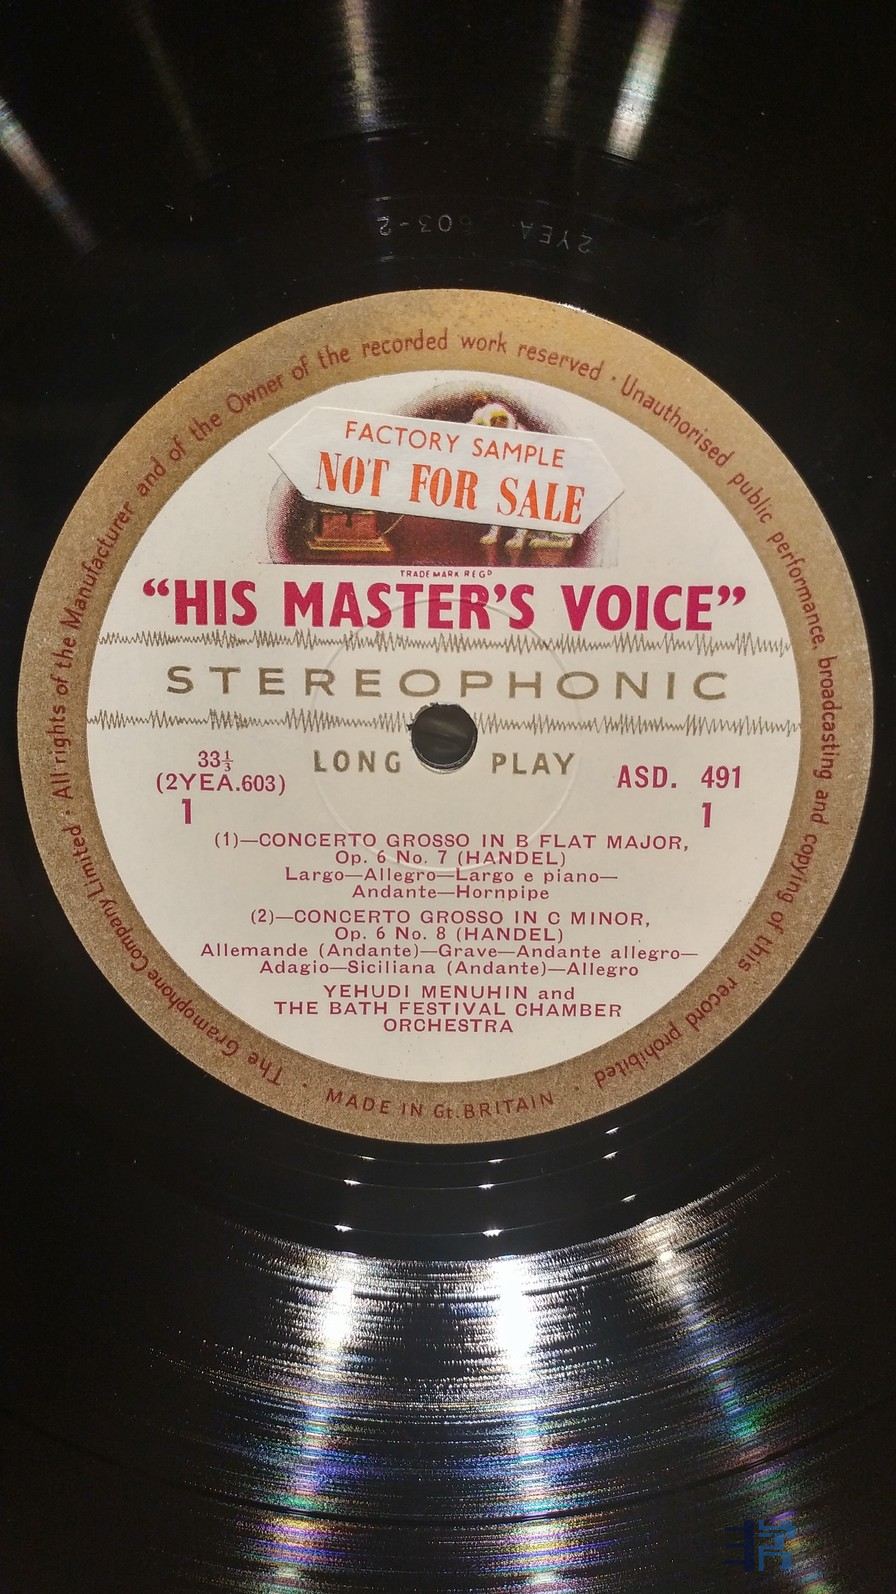 2YEA 603-2
The Gramophone Company Limited · All rights of the Manufacturer and of the Owner of the recorded work reserved · Unauthorised public performance, broadcasting and copying of this record prohibited ·
FACTORY SAMPLE
NOT FOR SALE
TRADE MARK REGD
“HIS MASTER'S VOICE”
STEREOPHONIC
LONG PLAY
33⅓
(2YEA.603)
1
ASD. 491
1
(1)—CONCERTO GROSSO IN B FLAT MAJOR,
Op. 6 No. 7 (HANDEL)
Largo—Allegro—Largo e piano—
Andante—Hornpipe
(2)—CONCERTO GROSSO IN C MINOR,
Op. 6 No. 8 (HANDEL)
Allemande (Andante)—Grave—Andante allegro—
Adagio—Siciliana (Andante)—Allegro
YEHUDI MENUHIN and
THE BATH FESTIVAL CHAMBER
ORCHESTRA
MADE IN Gt. BRITAIN